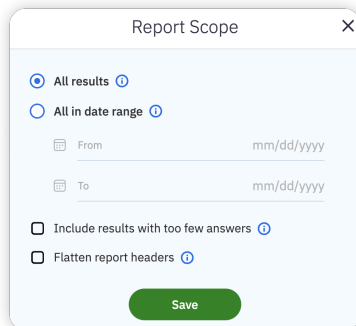 Report Scope
All results
All in date range
From mm/dd/yyyy
To mm/dd/yyyy
Include results with too few answers
Flatten report headers
Save